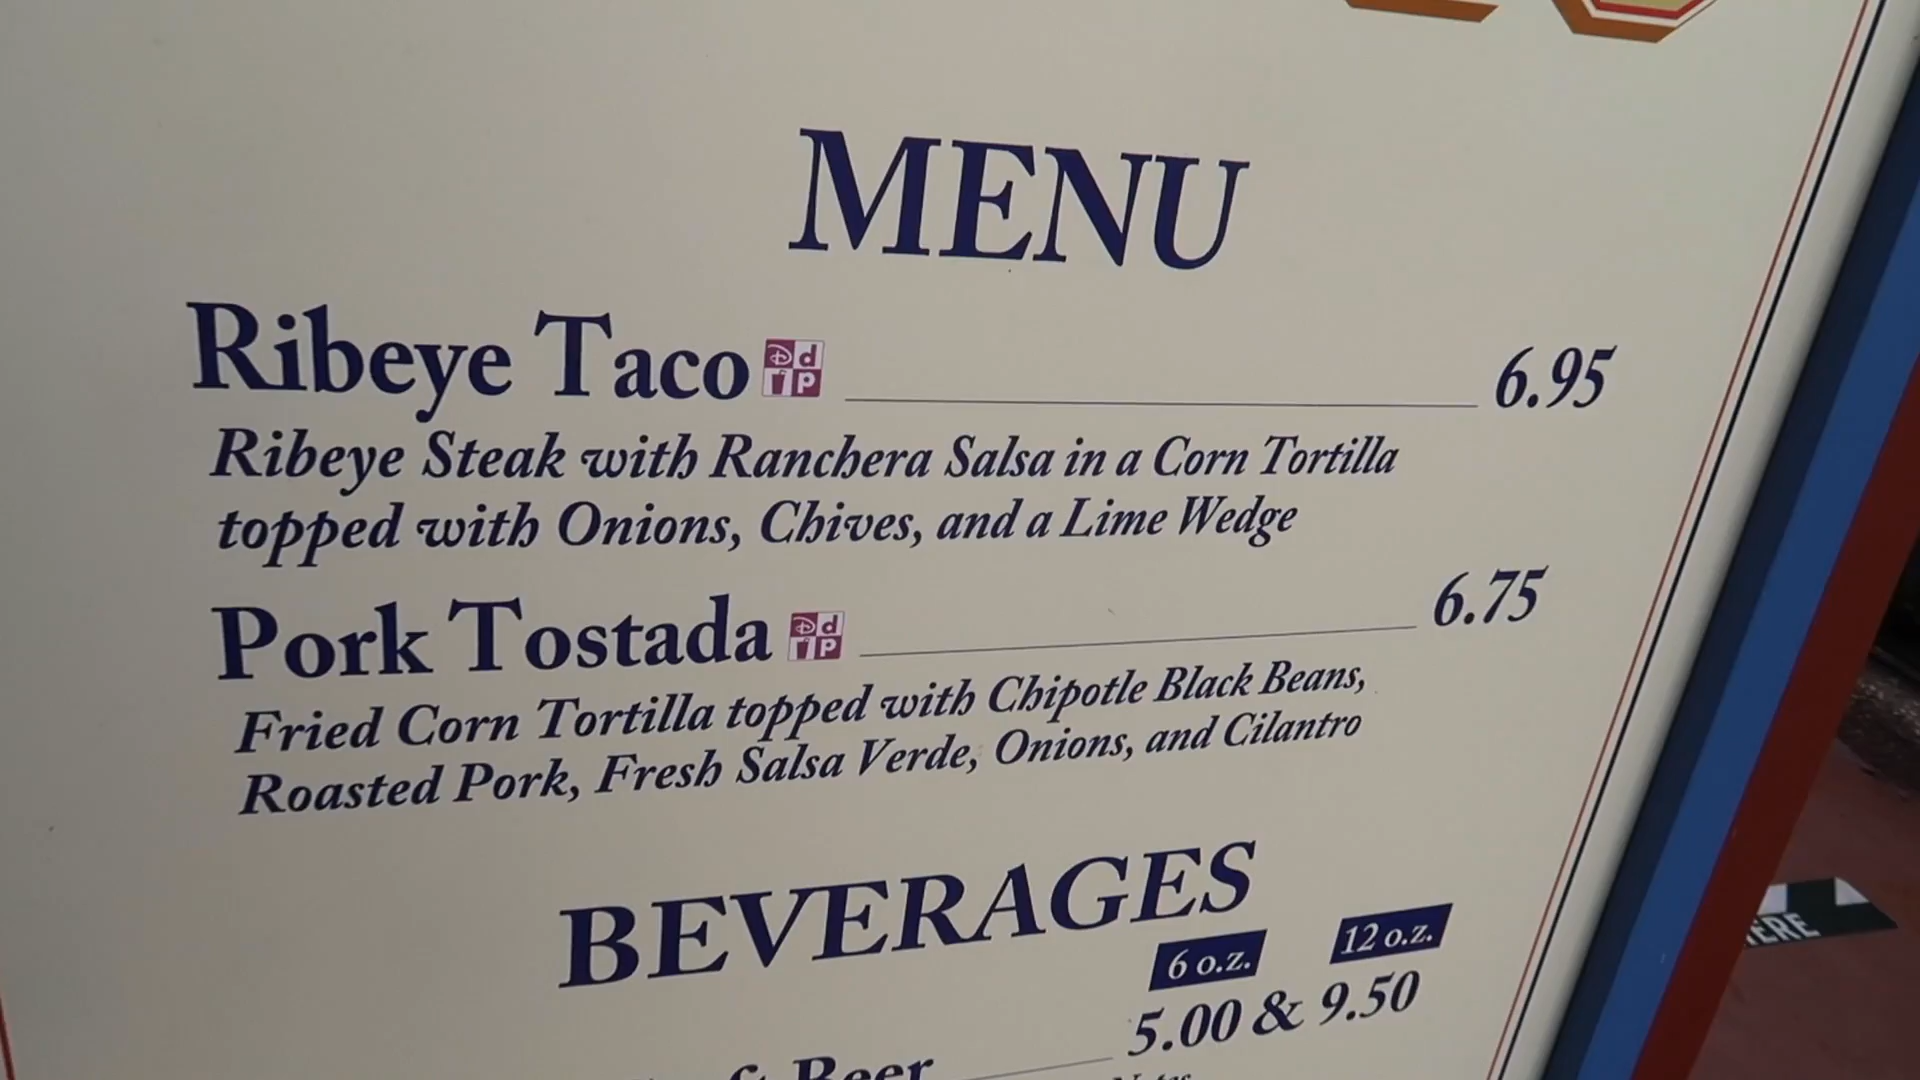 MENU
Ribeye Taco 6.95
Ribeye Steak with Ranchera Salsa in a Corn Tortilla
topped with Onions, Chives, and a Lime Wedge
Pork Tostada 6.75
Fried Corn Tortilla topped with Chipotle Black Beans,
Roasted Pork, Fresh Salsa Verde, Onions, and Cilantro
BEVERAGES
6 o.z. 12 o.z.
5.00 & 9.50
Beer